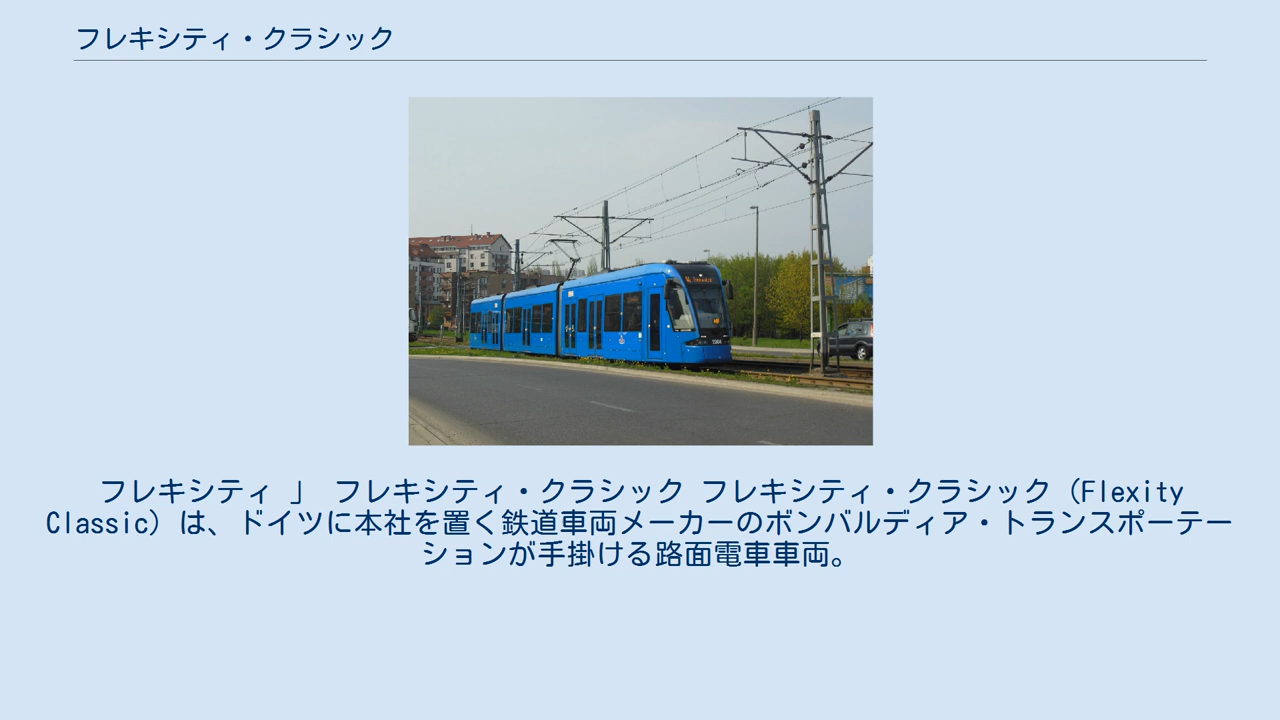 フレキシティ・クラシック
フレキシティ 」 フレキシティ・クラシック フレキシティ・クラシック（Flexity
Classic）は、ドイツに本社を置く鉄道車両メーカーのボンバルディア・トランスポーテー
ションが手掛ける路面電車車両。